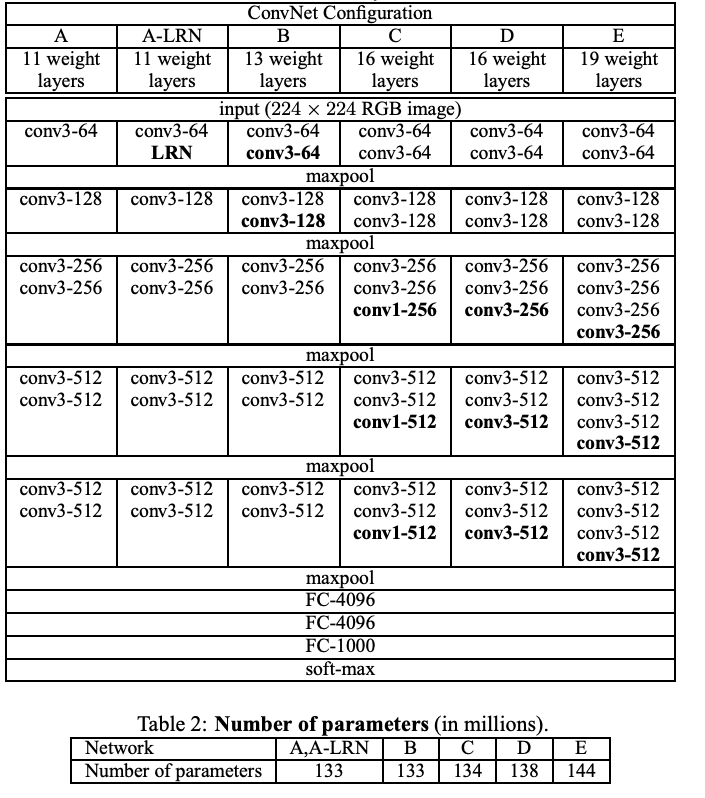 ConvNet Configuration
A A-LRN B C D E
11 weight 11 weight 13 weight 16 weight 16 weight 19 weight
layers layers layers layers layers layers
input (224 × 224 RGB image)
conv3-64 conv3-64 conv3-64 conv3-64 conv3-64 conv3-64
LRN conv3-64 conv3-64 conv3-64 conv3-64
maxpool
conv3-128 conv3-128 conv3-128 conv3-128 conv3-128 conv3-128
conv3-128 conv3-128 conv3-128 conv3-128
maxpool
conv3-256 conv3-256 conv3-256 conv3-256 conv3-256 conv3-256
conv3-256 conv3-256 conv3-256 conv3-256 conv3-256 conv3-256
conv1-256 conv3-256 conv3-256
conv3-256
maxpool
conv3-512 conv3-512 conv3-512 conv3-512 conv3-512 conv3-512
conv3-512 conv3-512 conv3-512 conv3-512 conv3-512 conv3-512
conv1-512 conv3-512 conv3-512
conv3-512
maxpool
conv3-512 conv3-512 conv3-512 conv3-512 conv3-512 conv3-512
conv3-512 conv3-512 conv3-512 conv3-512 conv3-512 conv3-512
conv1-512 conv3-512 conv3-512
conv3-512
maxpool
FC-4096
FC-4096
FC-1000
soft-max
Table 2: Number of parameters (in millions).
Network A,A-LRN B C D E
Number of parameters 133 133 134 138 144